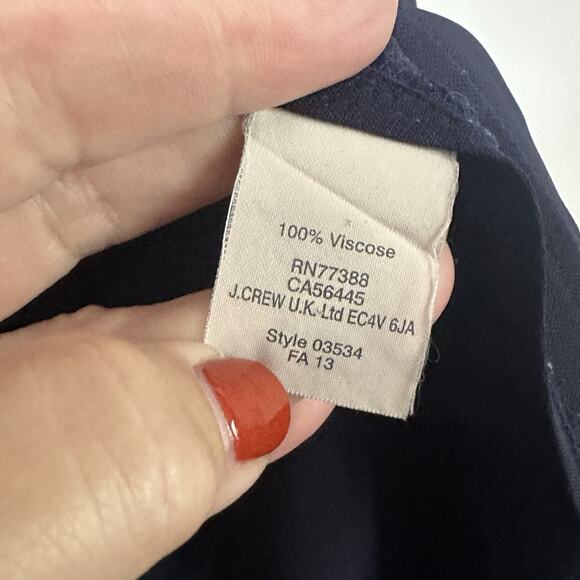 100% Viscose
RN77388
CA56445
J.CREW U.K. Ltd EC4V 6JA
Style 03534
FA 13